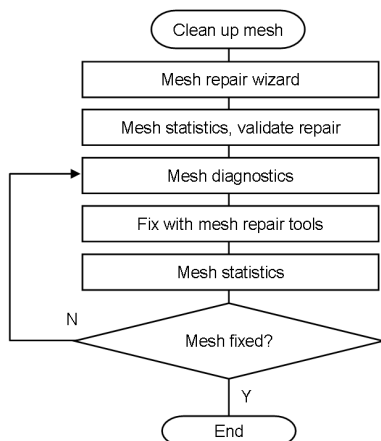 Clean up mesh
Mesh repair wizard
Mesh statistics, validate repair
Mesh diagnostics
Fix with mesh repair tools
Mesh statistics
N
Mesh fixed?
Y
End